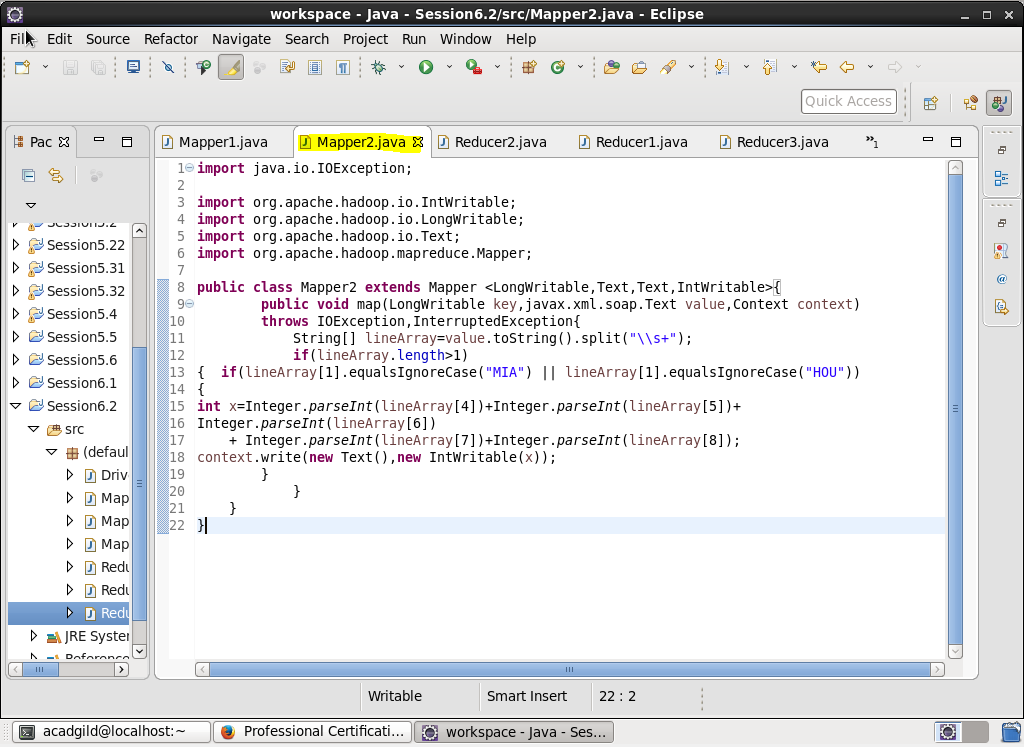 workspace - Java - Session6.2/src/Mapper2.java - Eclipse
File Edit Source Refactor Navigate Search Project Run Window Help
Quick Access
Pac
Mapper1.java
Mapper2.java
Reducer2.java
Reducer1.java
Reducer3.java
»1
Session5.2
Session5.22
Session5.31
Session5.32
Session5.4
Session5.5
Session5.6
Session6.1
Session6.2
src
(defaul
Driv
Map
Map
Map
Redu
Redu
Redu
JRE System
Reference
1 import java.io.IOException;
2
3 import org.apache.hadoop.io.IntWritable;
4 import org.apache.hadoop.io.LongWritable;
5 import org.apache.hadoop.io.Text;
6 import org.apache.hadoop.mapreduce.Mapper;
7
8 public class Mapper2 extends Mapper <LongWritable,Text,Text,IntWritable>{
9 public void map(LongWritable key,javax.xml.soap.Text value,Context context)
10 throws IOException,InterruptedException{
11 String[] lineArray=value.toString().split("\\s+");
12 if(lineArray.length>1)
13 { if(lineArray[1].equalsIgnoreCase("MIA") || lineArray[1].equalsIgnoreCase("HOU"))
14 {
15 int x=Integer.parseInt(lineArray[4])+Integer.parseInt(lineArray[5])+
16 Integer.parseInt(lineArray[6])
17 + Integer.parseInt(lineArray[7])+Integer.parseInt(lineArray[8]);
18 context.write(new Text(),new IntWritable(x));
19 }
20 }
21 }
22 }
Writable
Smart Insert
22 : 2
acadgild@localhost:~
Professional Certificati...
workspace - Java - Ses...